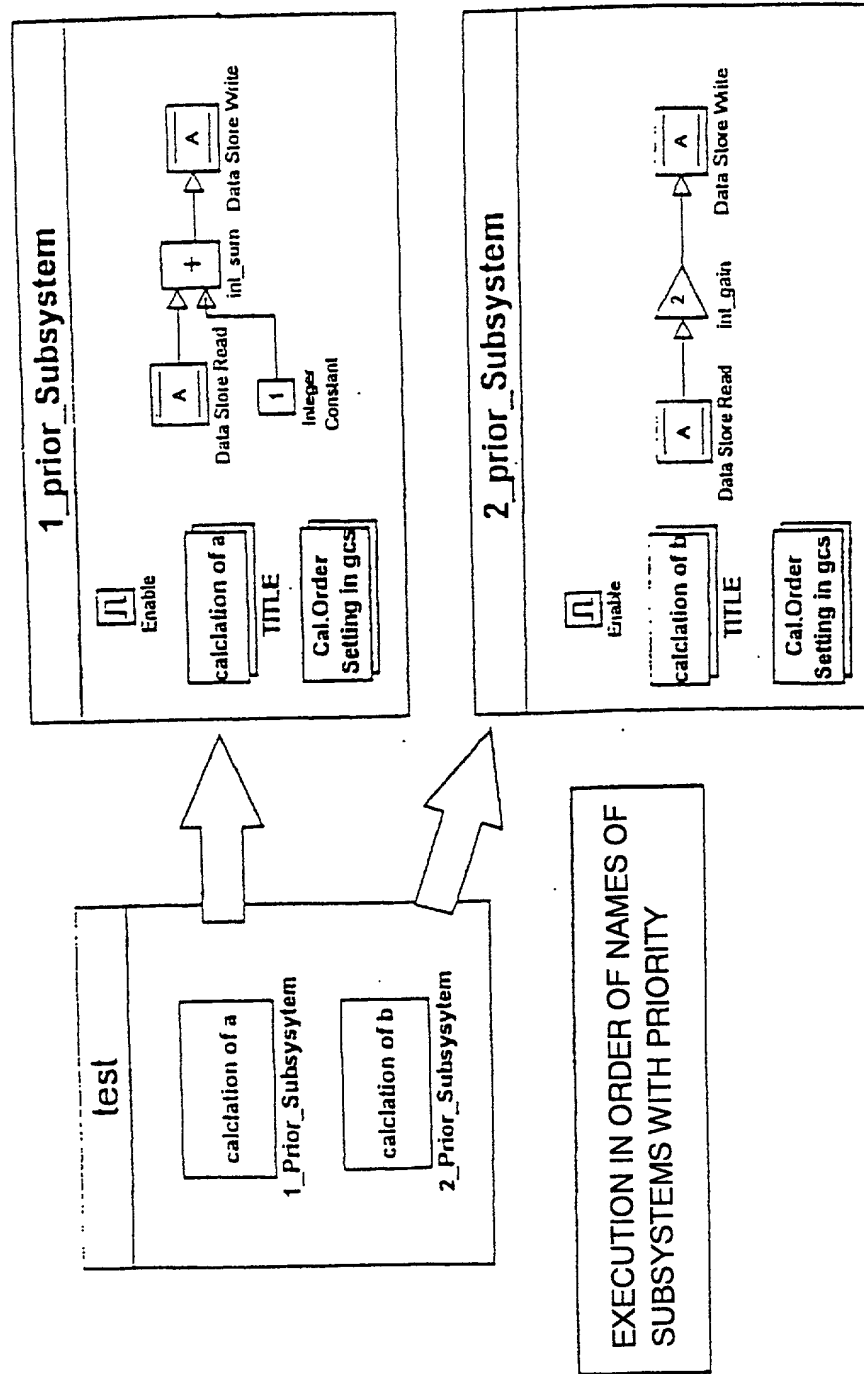 test
calclation of a
1_Prior_Subsysytem
calclation of b
2_Prior_Subsysytem
EXECUTION IN ORDER OF NAMES OF
SUBSYSTEMS WITH PRIORITY
1_prior_Subsystem
Enable
calclation of a
TITLE
Cal.Order
Setting in gcs
A
Data Store Read
1
Integer
Constant
+
int_sum
A
Data Store Write
2_prior_Subsystem
Enable
calclation of b
TITLE
Cal.Order
Setting in gcs
A
Data Store Read
2
int_gain
A
Data Store Write